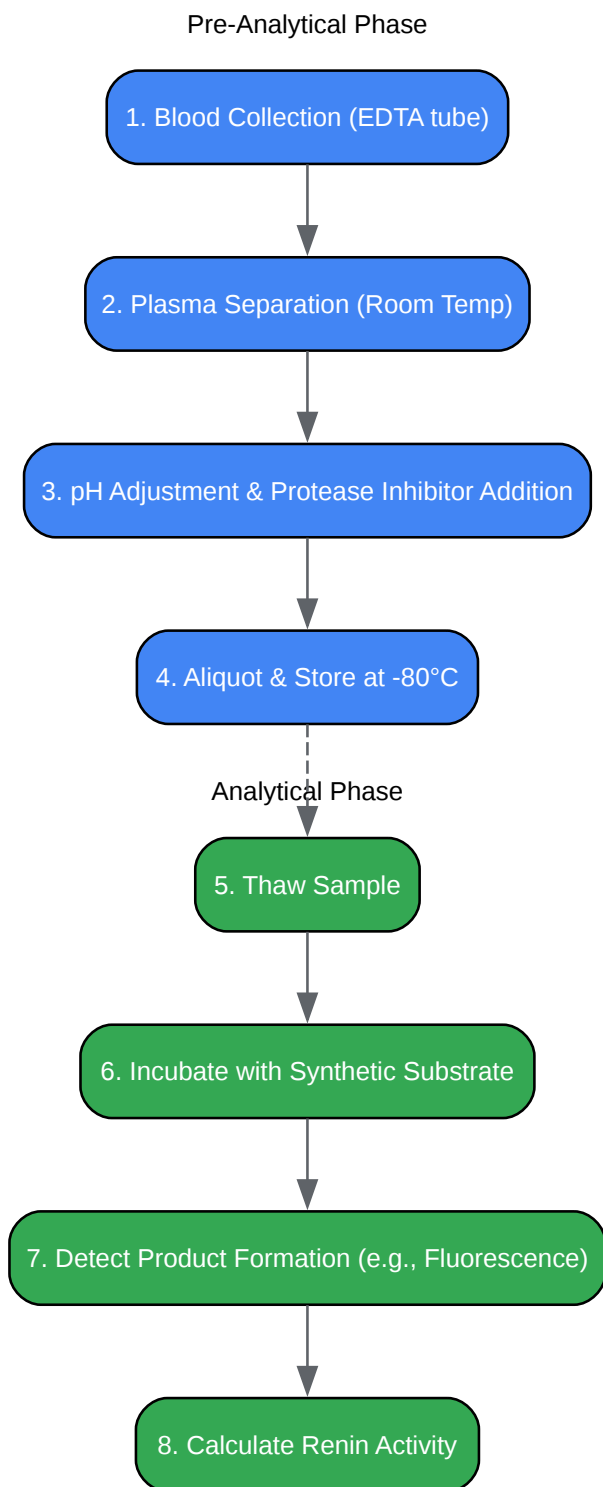 Pre-Analytical Phase
1. Blood Collection (EDTA tube)
2. Plasma Separation (Room Temp)
3. pH Adjustment & Protease Inhibitor Addition
4. Aliquot & Store at -80°C
Analytical Phase
5. Thaw Sample
6. Incubate with Synthetic Substrate
7. Detect Product Formation (e.g., Fluorescence)
8. Calculate Renin Activity